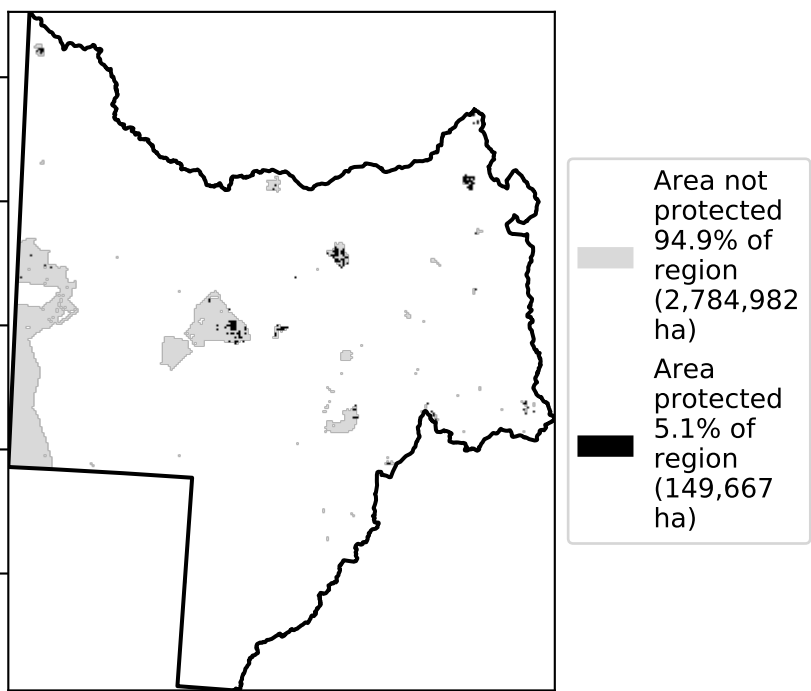 Area not
protected
94.9% of
region
(2,784,982
ha)
Area
protected
5.1% of
region
(149,667
ha)